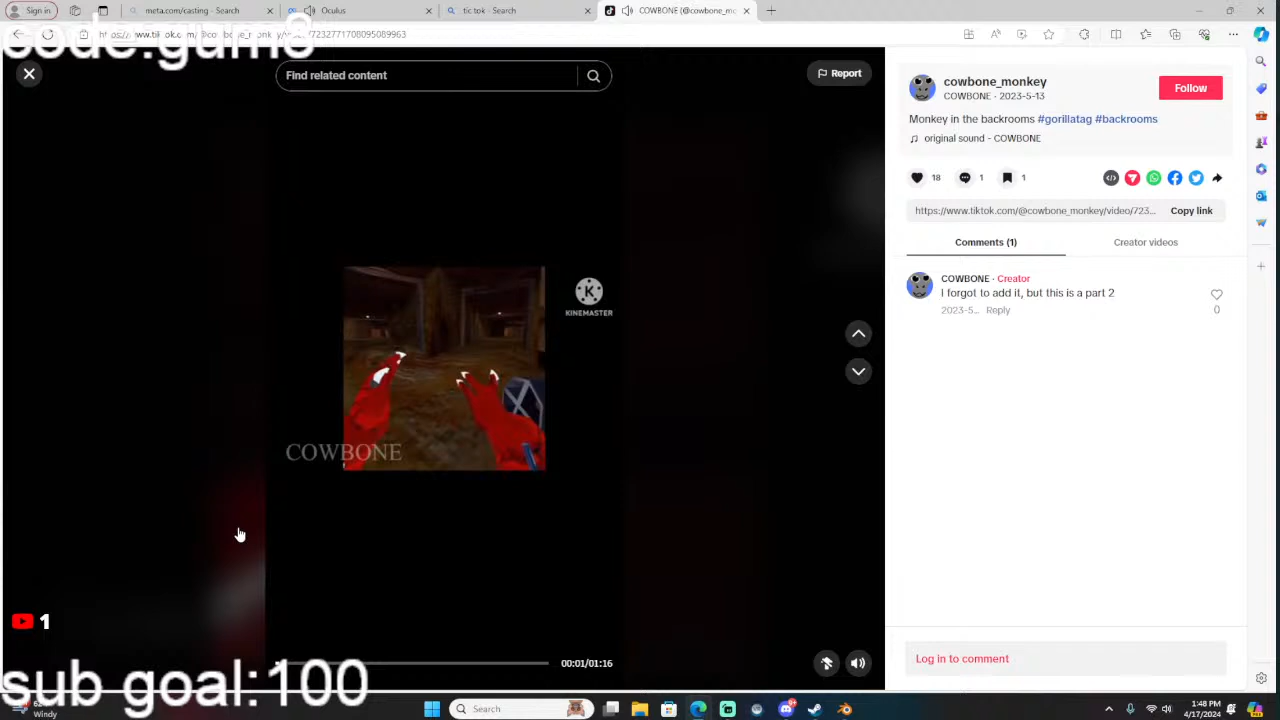 Sign in
meta.com/casting - Search
Oculus
tic tok - Search
COWBONE (@cowbone_mo
code:gumo
Find related content
Report
cowbone_monkey
COWBONE · 2023-5-13
Follow
Monkey in the backrooms #gorillatag #backrooms
original sound - COWBONE
18
1
1
https://www.tiktok.com/@cowbone_monkey/video/723...
Copy link
Comments (1)
Creator videos
COWBONE · Creator
I forgot to add it, but this is a part 2
2023-5... Reply
0
K
KINEMASTER
COWBONE
1
00:01/01:16
Log in to comment
sub goal:100
Windy
Search
1:48 PM
4/17/2024